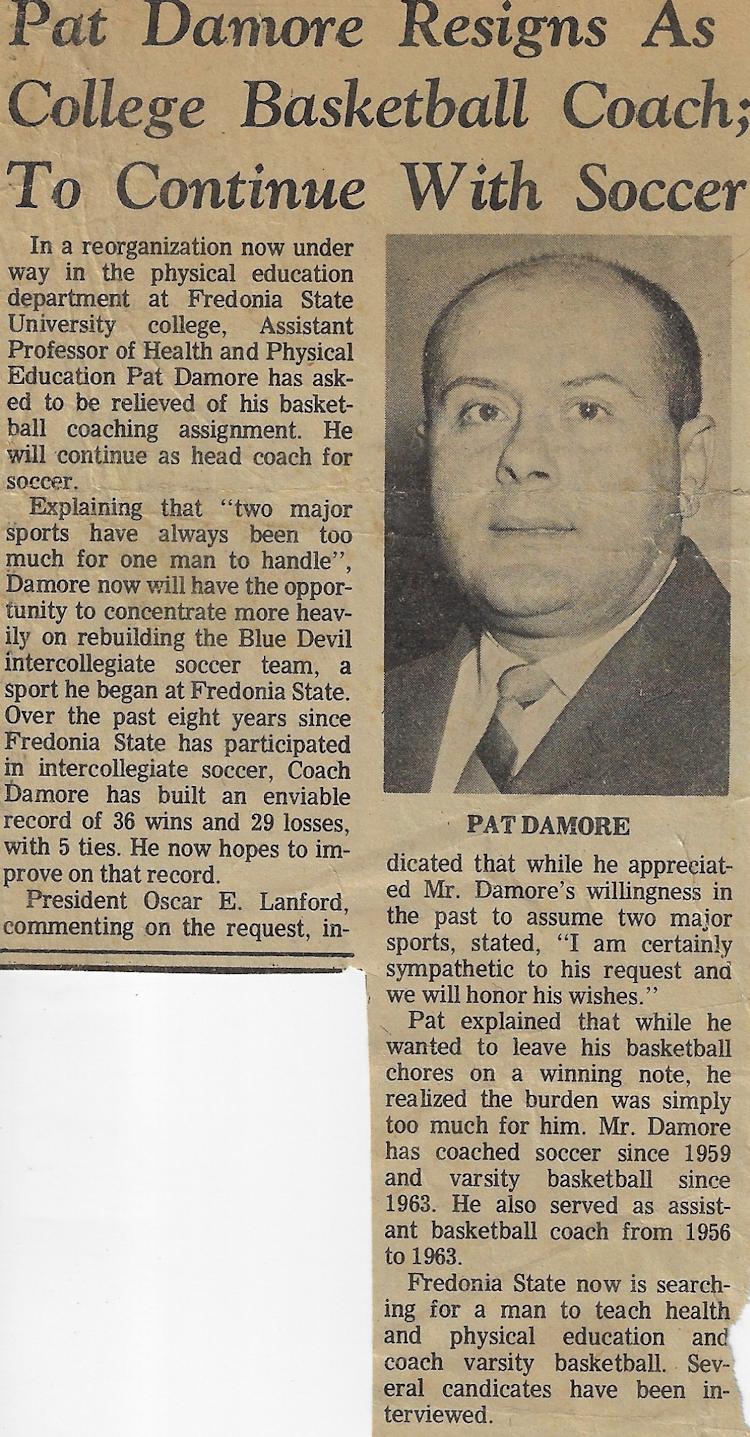 Pat Damore Resigns As
College Basketball Coach;
To Continue With Soccer
In a reorganization now under
way in the physical education
department at Fredonia State
University college, Assistant
Professor of Health and Physical
Education Pat Damore has ask-
ed to be relieved of his basket-
ball coaching assignment. He
will continue as head coach for
soccer.
Explaining that “two major
sports have always been too
much for one man to handle”,
Damore now will have the oppor-
tunity to concentrate more heav-
ily on rebuilding the Blue Devil
intercollegiate soccer team, a
sport he began at Fredonia State.
Over the past eight years since
Fredonia State has participated
in intercollegiate soccer, Coach
Damore has built an enviable
record of 36 wins and 29 losses,
with 5 ties. He now hopes to im-
prove on that record.
President Oscar E. Lanford,
commenting on the request, in-
PAT DAMORE
dicated that while he appreciat-
ed Mr. Damore’s willingness in
the past to assume two major
sports, stated, “I am certainly
sympathetic to his request and
we will honor his wishes.”
Pat explained that while he
wanted to leave his basketball
chores on a winning note, he
realized the burden was simply
too much for him. Mr. Damore
has coached soccer since 1959
and varsity basketball since
1963. He also served as assist-
ant basketball coach from 1956
to 1963.
Fredonia State now is search-
ing for a man to teach health
and physical education and
coach varsity basketball. Sev-
eral candicates have been in-
terviewed.